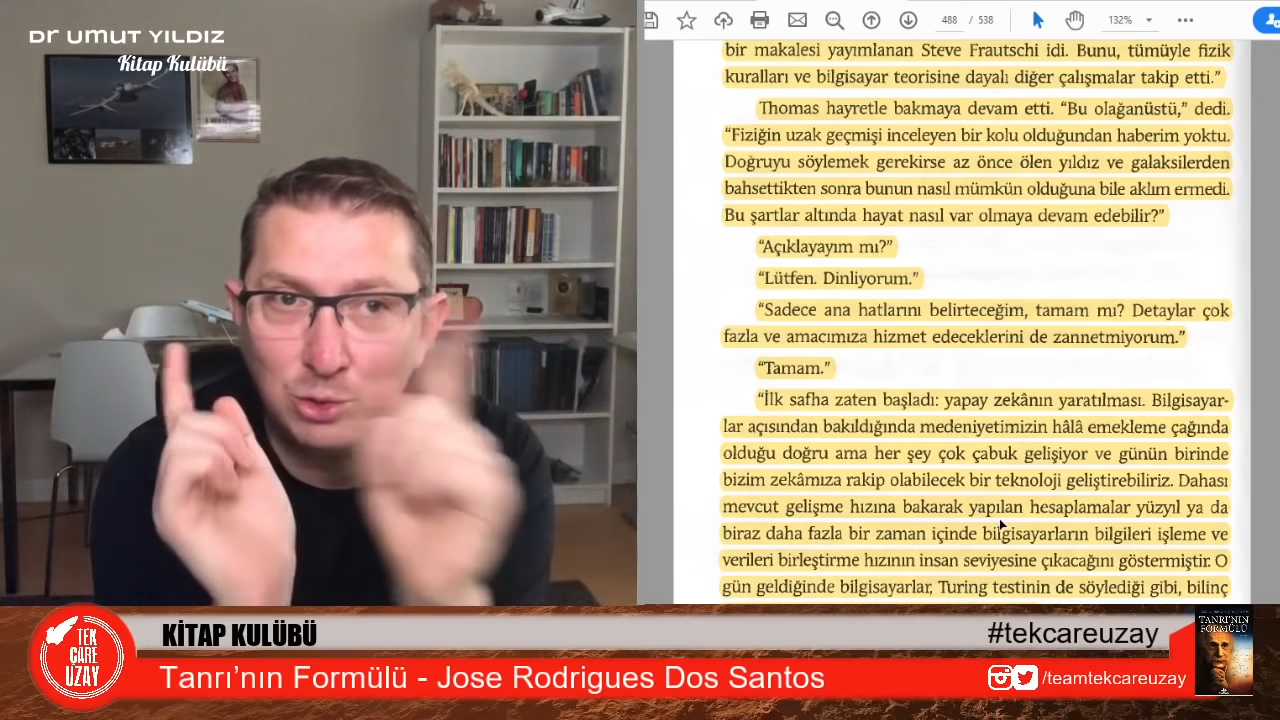 DR UMUT YILDIZ
Kitap Kulübü
488 / 538
132%
bir makalesi yayımlanan Steve Frautschi idi. Bunu, tümüyle fizik
kuralları ve bilgisayar teorisine dayalı diğer çalışmalar takip etti.”
Thomas hayretle bakmaya devam etti. “Bu olağanüstü,” dedi.
“Fiziğin uzak geçmişi inceleyen bir kolu olduğundan haberim yoktu.
Doğruyu söylemek gerekirse az önce ölen yıldız ve galaksilerden
bahsettikten sonra bunun nasıl mümkün olduğuna bile aklım ermedi.
Bu şartlar altında hayat nasıl var olmaya devam edebilir?”
“Açıklayayım mı?”
“Lütfen. Dinliyorum.”
“Sadece ana hatlarını belirteceğim, tamam mı? Detaylar çok
fazla ve amacımıza hizmet edeceklerini de zannetmiyorum.”
“Tamam.”
“İlk safha zaten başladı: yapay zekânın yaratılması. Bilgisayar-
lar açısından bakıldığında medeniyetimizin hâlâ emekleme çağında
olduğu doğru ama her şey çok çabuk gelişiyor ve günün birinde
bizim zekâmıza rakip olabilecek bir teknoloji geliştirebiliriz. Dahası
mevcut gelişme hızına bakarak yapılan hesaplamalar yüzyıl ya da
biraz daha fazla bir zaman içinde bilgisayarların bilgileri işleme ve
verileri birleştirme hızının insan seviyesine çıkacağını göstermiştir. O
gün geldiğinde bilgisayarlar, Turing testinin de söylediği gibi, bilinç
TEK
ÇARE
UZAY
KİTAP KULÜBÜ
#tekcareuzay
Tanrı’nın Formülü - Jose Rodrigues Dos Santos
/teamtekcareuzay
TANRI'NIN
FORMÜLÜ